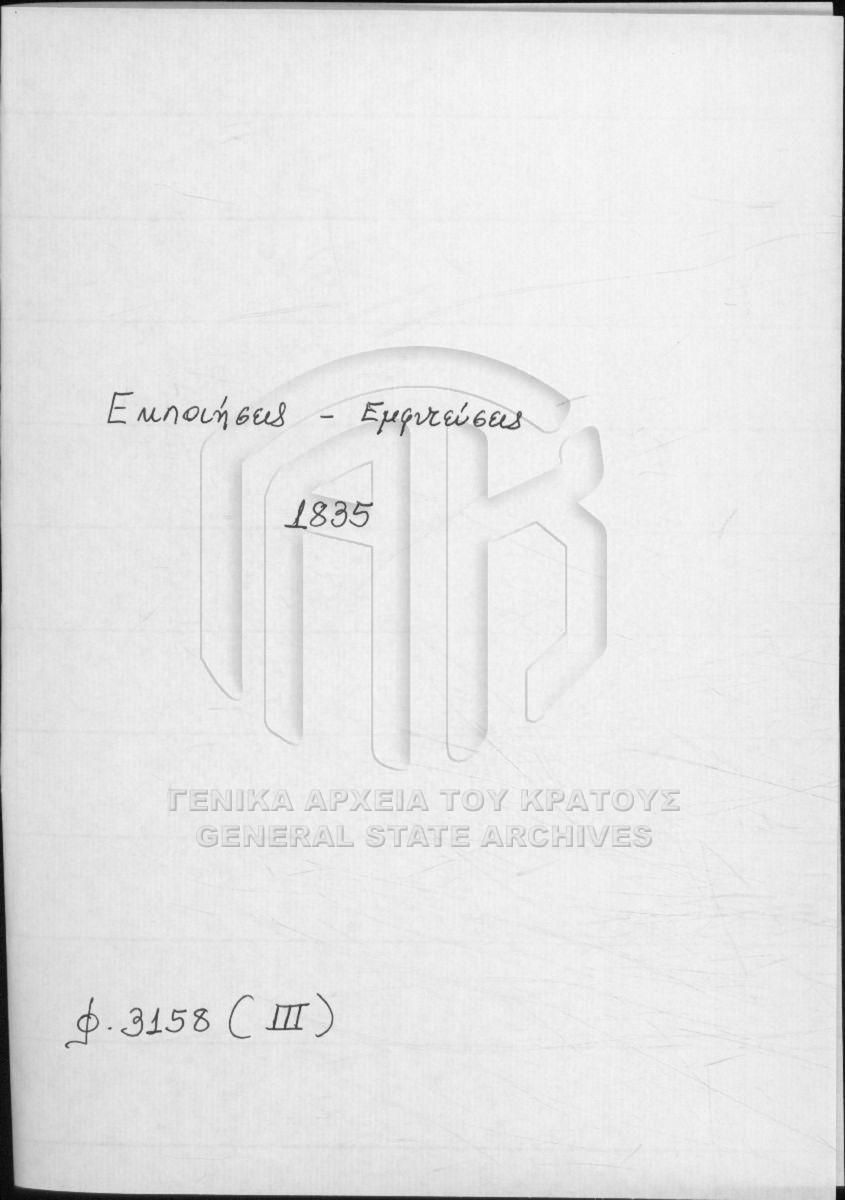 Εκποιήσεις - Εμφυτεύσεις
1835
ΓΕΝΙΚΑ ΑΡΧΕΙΑ ΤΟΥ ΚΡΑΤΟΥΣ
GENERAL STATE ARCHIVES
φ. 3158 (III)